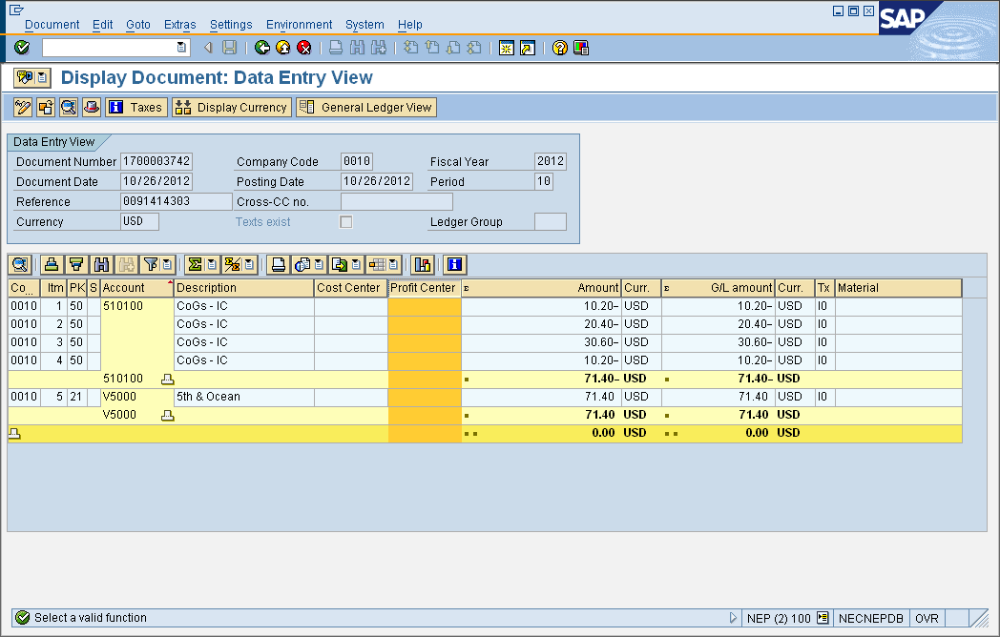 Document Edit Goto Extras Settings Environment System Help
SAP
Display Document: Data Entry View
Taxes Display Currency General Ledger View
Data Entry View
Document Number 1700003742 Company Code 0010 Fiscal Year 2012
Document Date 10/26/2012 Posting Date 10/26/2012 Period 10
Reference 0091414303 Cross-CC no.
Currency USD Texts exist Ledger Group
Co... Itm PK S Account Description Cost Center Profit Center Σ Amount Curr. Σ G/L amount Curr. Tx Material
0010 1 50 510100 CoGs - IC 10.20- USD 10.20- USD I0
0010 2 50 CoGs - IC 20.40- USD 20.40- USD I0
0010 3 50 CoGs - IC 30.60- USD 30.60- USD I0
0010 4 50 CoGs - IC 10.20- USD 10.20- USD I0
510100 71.40- USD 71.40- USD
0010 5 21 V5000 5th & Ocean 71.40 USD 71.40 USD I0
V5000 71.40 USD 71.40 USD
0.00 USD 0.00 USD
Select a valid function NEP (2) 100 NECNEPDB OVR